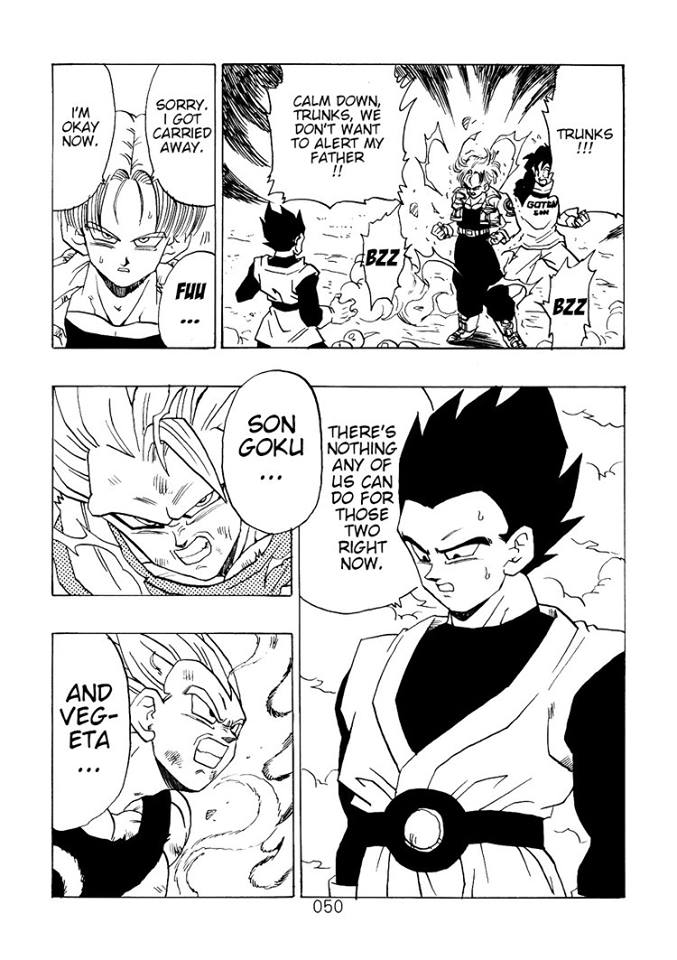 TRUNKS
!!!
CALM DOWN,
TRUNKS, WE
DON'T WANT
TO ALERT MY
FATHER
!!
GOTEN
SON
BZZ
BZZ
SORRY.
I GOT
CARRIED
AWAY.
I'M
OKAY
NOW.
FUU
...
THERE'S
NOTHING
ANY OF
US CAN
DO FOR
THOSE
TWO
RIGHT
NOW.
SON
GOKU
...
AND
VEG-
ETA
...
050